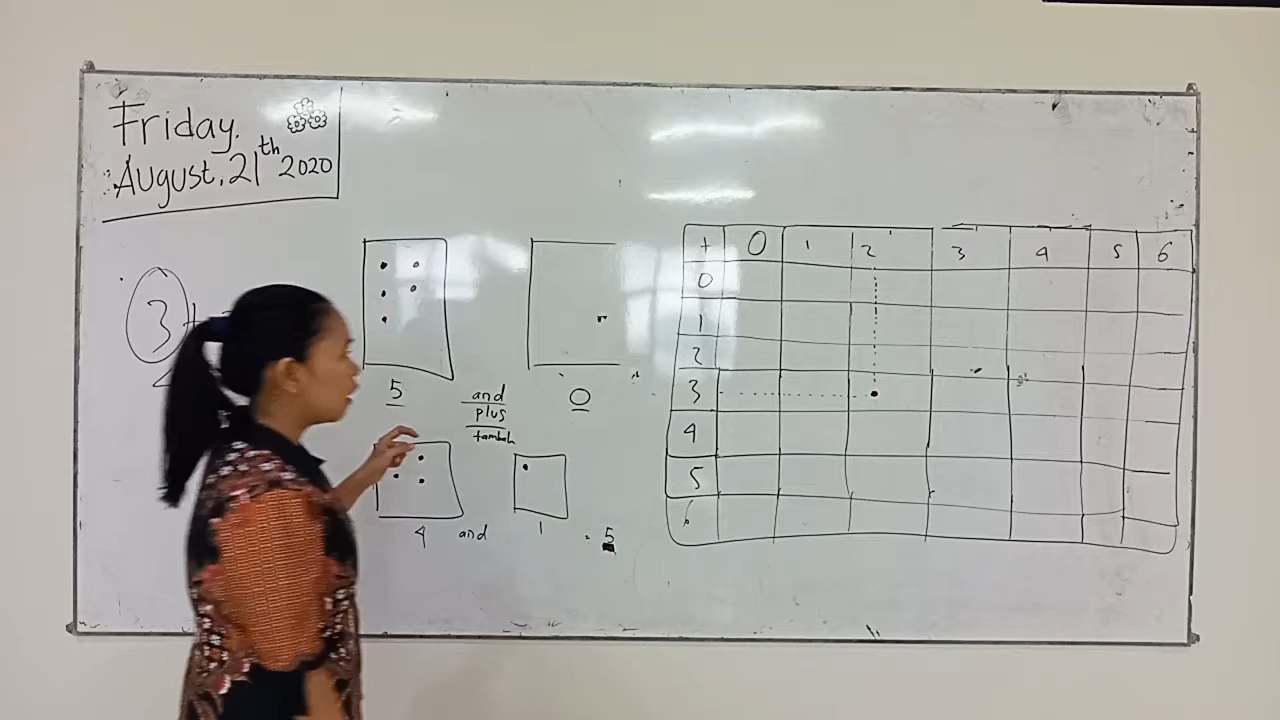 Friday.
August, 21th 2020
3 +
5 and 0
plus
tambah
4 and 1 = 5
+ 0 1 2 3 4 5 6
0
1
2
3
4
5
6